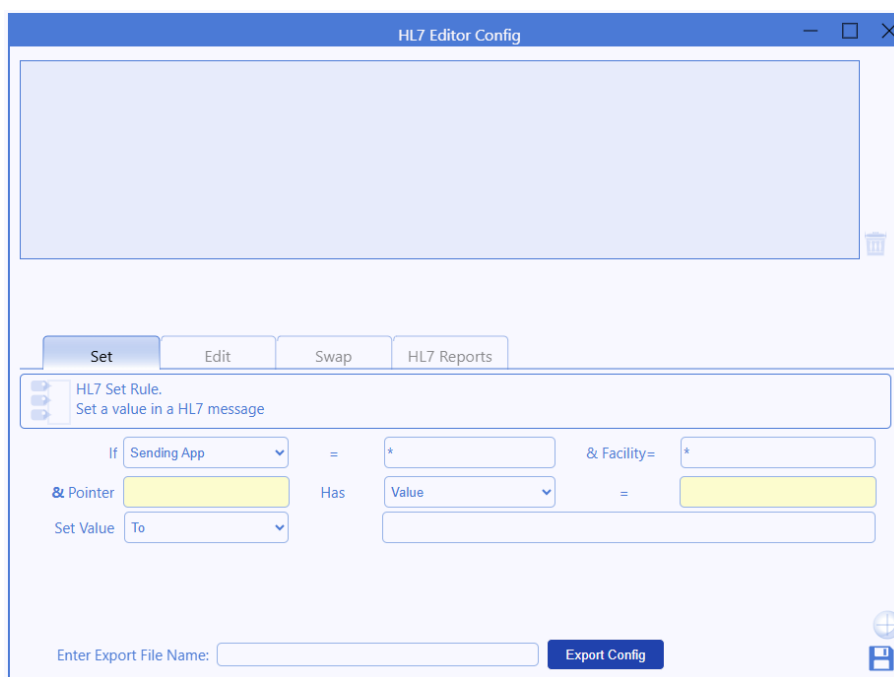 HL7 Editor Config
Set Edit Swap HL7 Reports
HL7 Set Rule.
Set a value in a HL7 message
If Sending App = * & Facility= *
& Pointer Has Value =
Set Value To
Enter Export File Name: Export Config